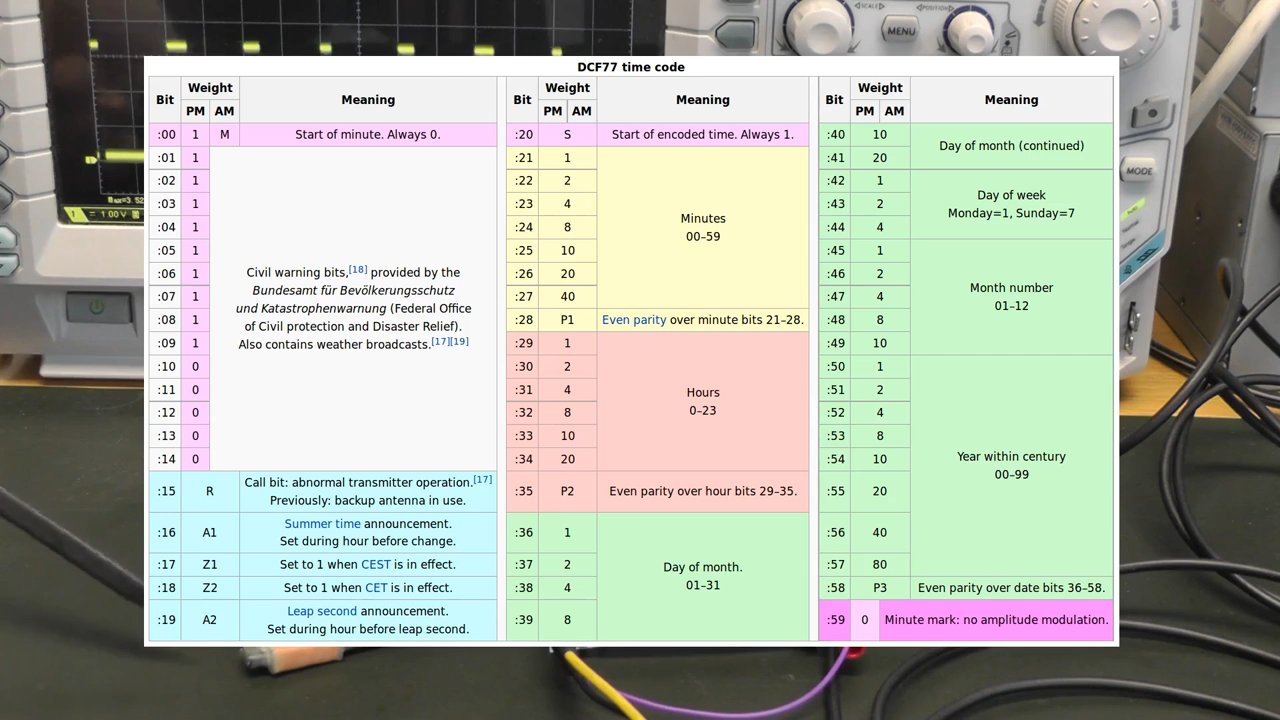 DCF77 time code
Bit Weight Meaning
PM AM
:00 1 M Start of minute. Always 0.
:01 1
:02 1
:03 1
:04 1
:05 1
:06 1
:07 1
:08 1
:09 1
:10 0
:11 0
:12 0
:13 0
:14 0
Civil warning bits,[18] provided by the
Bundesamt für Bevölkerungsschutz
und Katastrophenwarnung (Federal Office
of Civil protection and Disaster Relief).
Also contains weather broadcasts.[17][19]
:15 R Call bit: abnormal transmitter operation.[17]
Previously: backup antenna in use.
:16 A1 Summer time announcement.
Set during hour before change.
:17 Z1 Set to 1 when CEST is in effect.
:18 Z2 Set to 1 when CET is in effect.
:19 A2 Leap second announcement.
Set during hour before leap second.
Bit Weight Meaning
PM AM
:20 S Start of encoded time. Always 1.
:21 1
:22 2
:23 4
:24 8
:25 10
:26 20
:27 40
Minutes
00–59
:28 P1 Even parity over minute bits 21–28.
:29 1
:30 2
:31 4
:32 8
:33 10
:34 20
Hours
0–23
:35 P2 Even parity over hour bits 29–35.
:36 1
:37 2
:38 4
:39 8
Day of month.
01–31
Bit Weight Meaning
PM AM
:40 10
:41 20
Day of month (continued)
:42 1
:43 2
:44 4
Day of week
Monday=1, Sunday=7
:45 1
:46 2
:47 4
:48 8
:49 10
Month number
01–12
:50 1
:51 2
:52 4
:53 8
:54 10
:55 20
:56 40
:57 80
Year within century
00–99
:58 P3 Even parity over date bits 36–58.
:59 0 Minute mark: no amplitude modulation.
SCALE
POSITION
MENU
MODE
1 = 1.00V